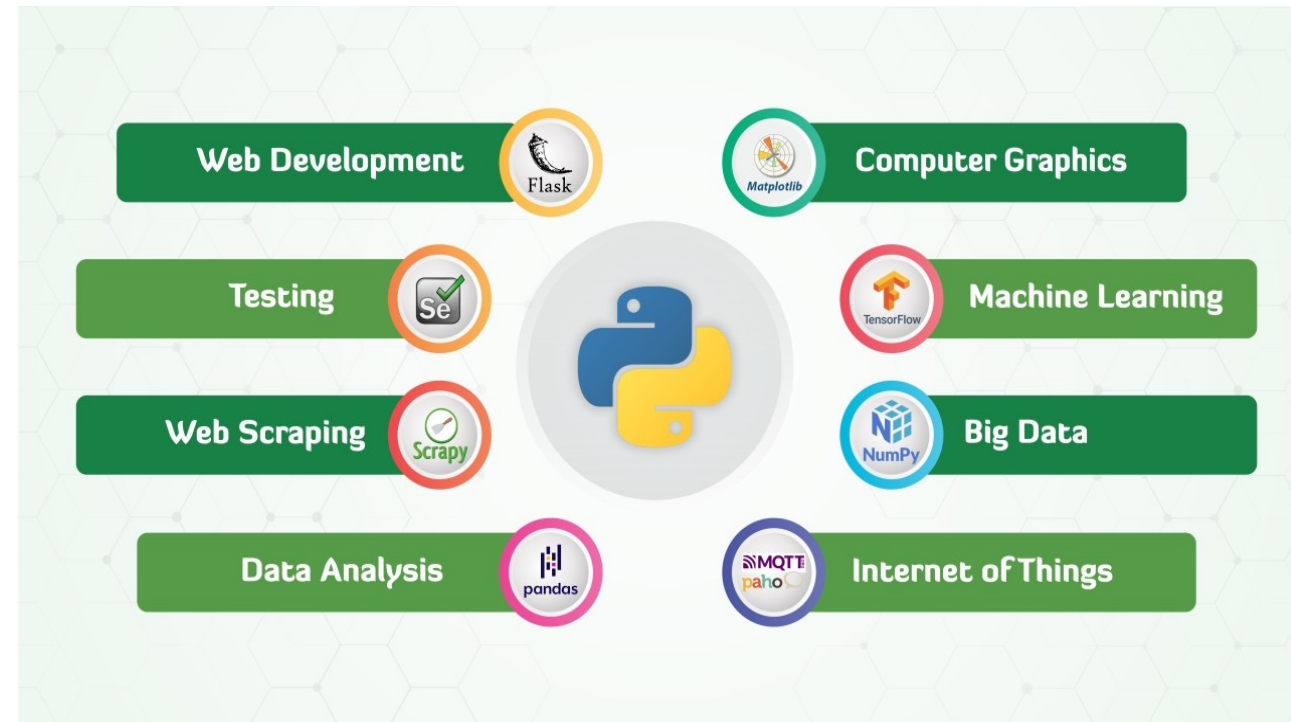 Web Development
Flask
Matplotlib
Computer Graphics
Testing
Se
TensorFlow
Machine Learning
Web Scraping
Scrapy
NumPy
Big Data
Data Analysis
pandas
MQTT
paho
Internet of Things